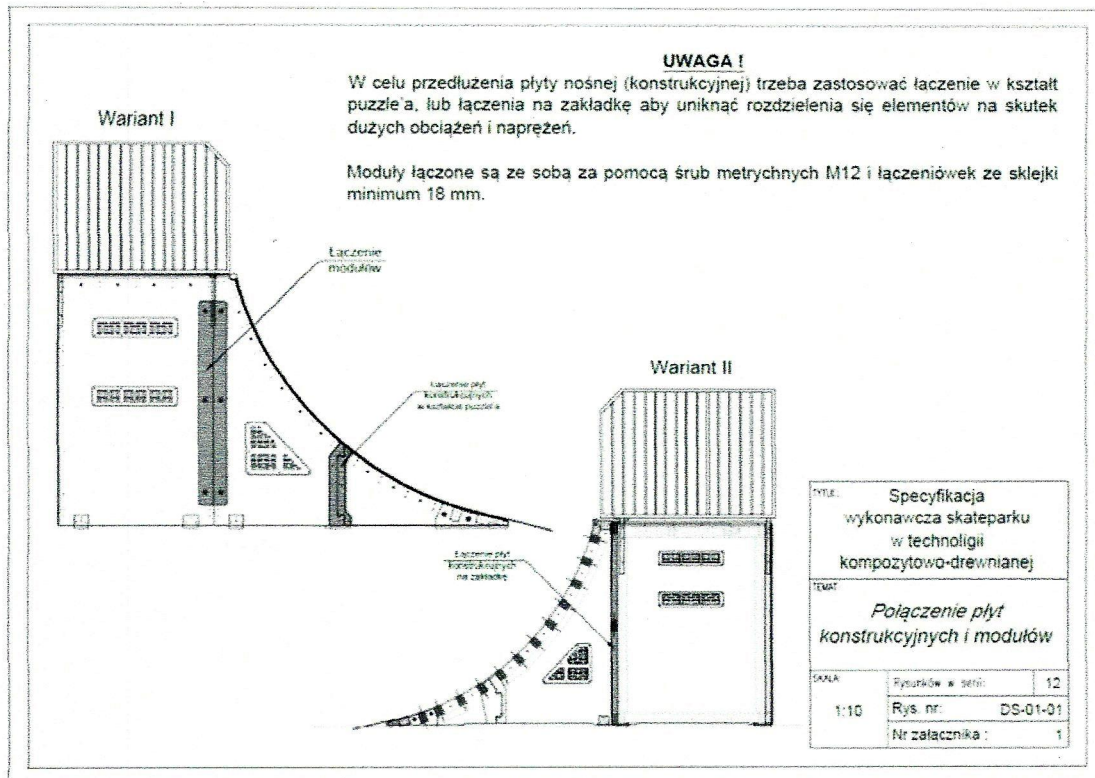 UWAGA !
W celu przedłużenia płyty nośnej (konstrukcyjnej) trzeba zastosować łaczenie w kształt
puzzle'a, lub łączenia na zakładkę aby uniknąć rozdzielenia się elementów na skutek
dużych obciążeń i naprężeń.
Moduły łączone są ze sobą za pomocą śrub metrychnych M12 i łączeniówek ze sklejki
minimum 18 mm.
Wariant I
Łączenie
modułów
Łączenie płyt
konstrukcyjnych
w kształcie puzzle'a
Wariant II
Łączenie płyt
konstrukcyjnych
na zakładkę
TYTUŁ:
Specyfikacja
wykonawcza skateparku
w technoligii
kompozytowo-drewnianej
TEMAT
Połączenie płyt
konstrukcyjnych i modułów
SKALA
1:10
Rysunków w serii: 12
Rys. nr: DS-01-01
Nr załacznika : 1